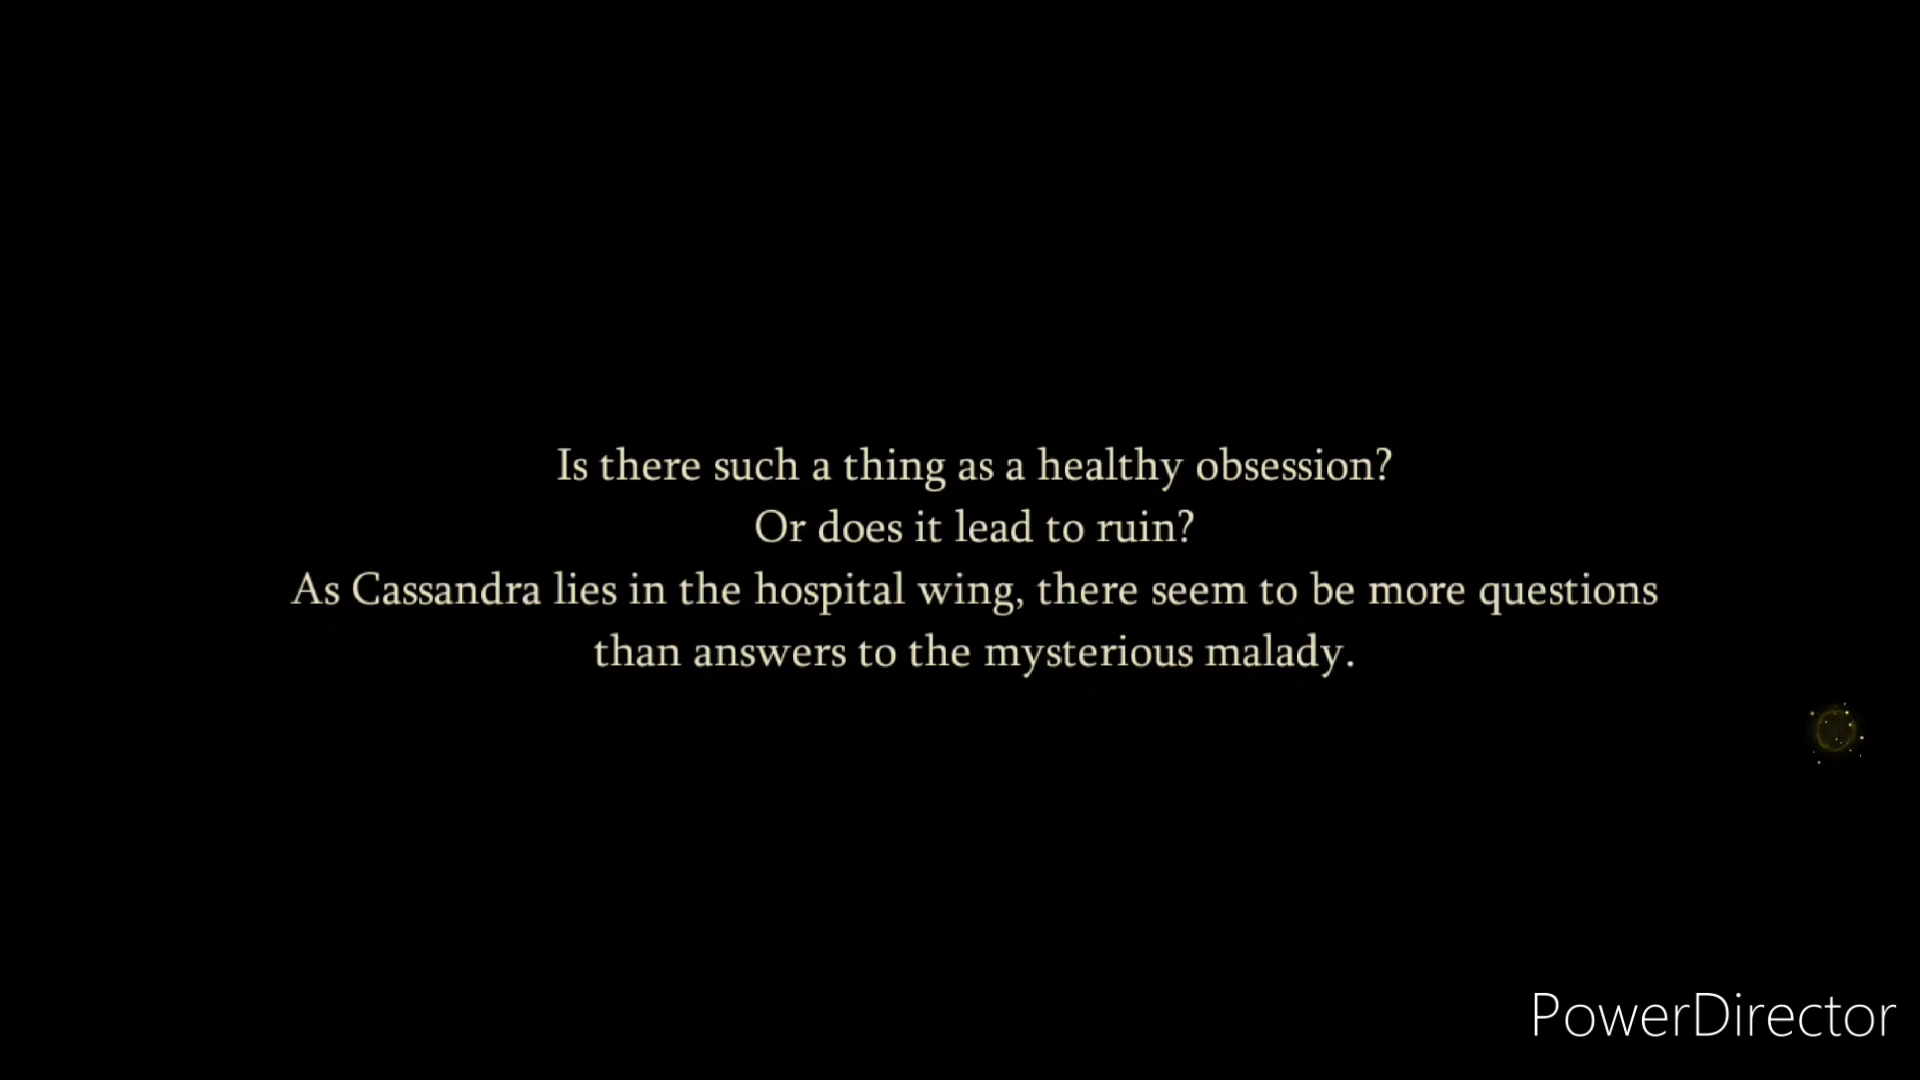 Is there such a thing as a healthy obsession?
Or does it lead to ruin?
As Cassandra lies in the hospital wing, there seem to be more questions
than answers to the mysterious malady.
PowerDirector